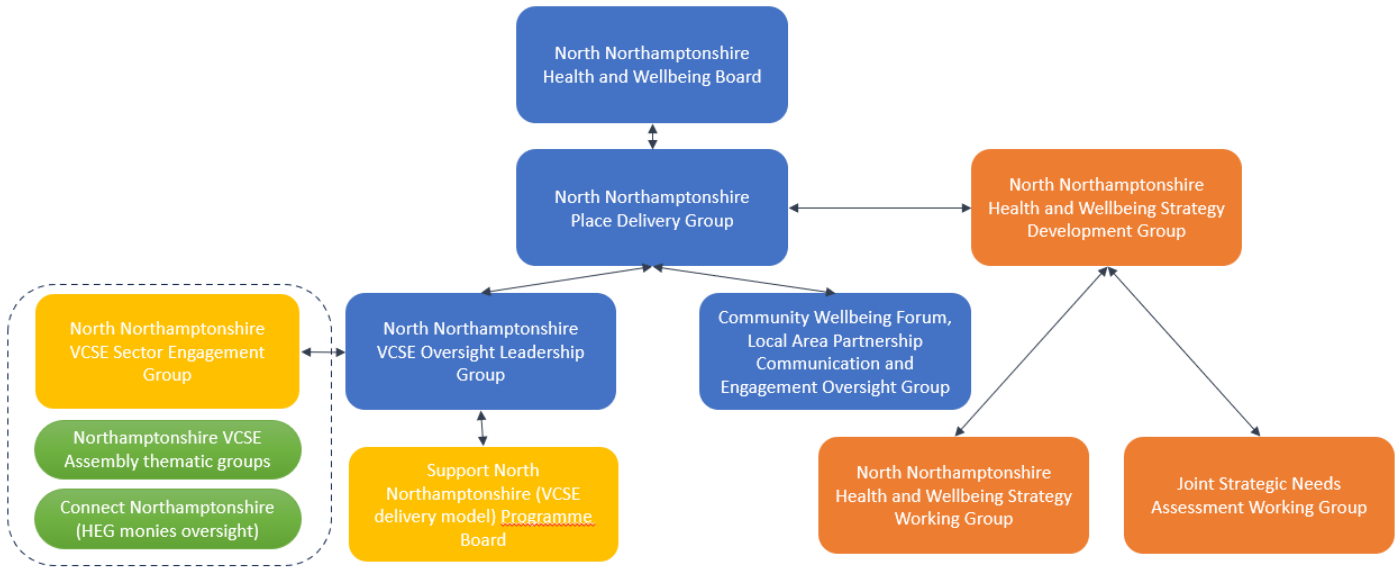 North Northamptonshire
Health and Wellbeing Board
North Northamptonshire
Place Delivery Group
North Northamptonshire
Health and Wellbeing Strategy
Development Group
North Northamptonshire
VCSE Sector Engagement
Group
North Northamptonshire
VCSE Oversight Leadership
Group
Community Wellbeing Forum,
Local Area Partnership
Communication and
Engagement Oversight Group
Northamptonshire VCSE
Assembly thematic groups
Connect Northamptonshire
(HEG monies oversight)
Support North
Northamptonshire (VCSE
delivery model) Programme
Board
North Northamptonshire
Health and Wellbeing Strategy
Working Group
Joint Strategic Needs
Assessment Working Group